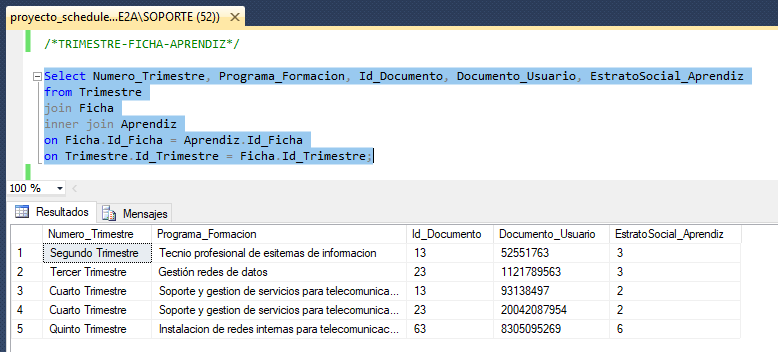 proyecto_schedule...E2A\SOPORTE (52)) ×
/*TRIMESTRE-FICHA-APRENDIZ*/
Select Numero_Trimestre, Programa_Formacion, Id_Documento, Documento_Usuario, EstratoSocial_Aprendiz
from Trimestre
join Ficha
inner join Aprendiz
on Ficha.Id_Ficha = Aprendiz.Id_Ficha
on Trimestre.Id_Trimestre = Ficha.Id_Trimestre;
100 %
Resultados Mensajes
Numero_Trimestre Programa_Formacion Id_Documento Documento_Usuario EstratoSocial_Aprendiz
1 Segundo Trimestre Tecnio profesional de esitemas de infomacion 13 52551763 3
2 Tercer Trimestre Gestión redes de datos 23 1121789563 3
3 Cuarto Trimestre Soporte y gestion de servicios para telecomunica... 13 93138497 2
4 Cuarto Trimestre Soporte y gestion de servicios para telecomunica... 23 20042087954 2
5 Quinto Trimestre Instalacion de redes internas para telecomunicac... 63 8305095269 6